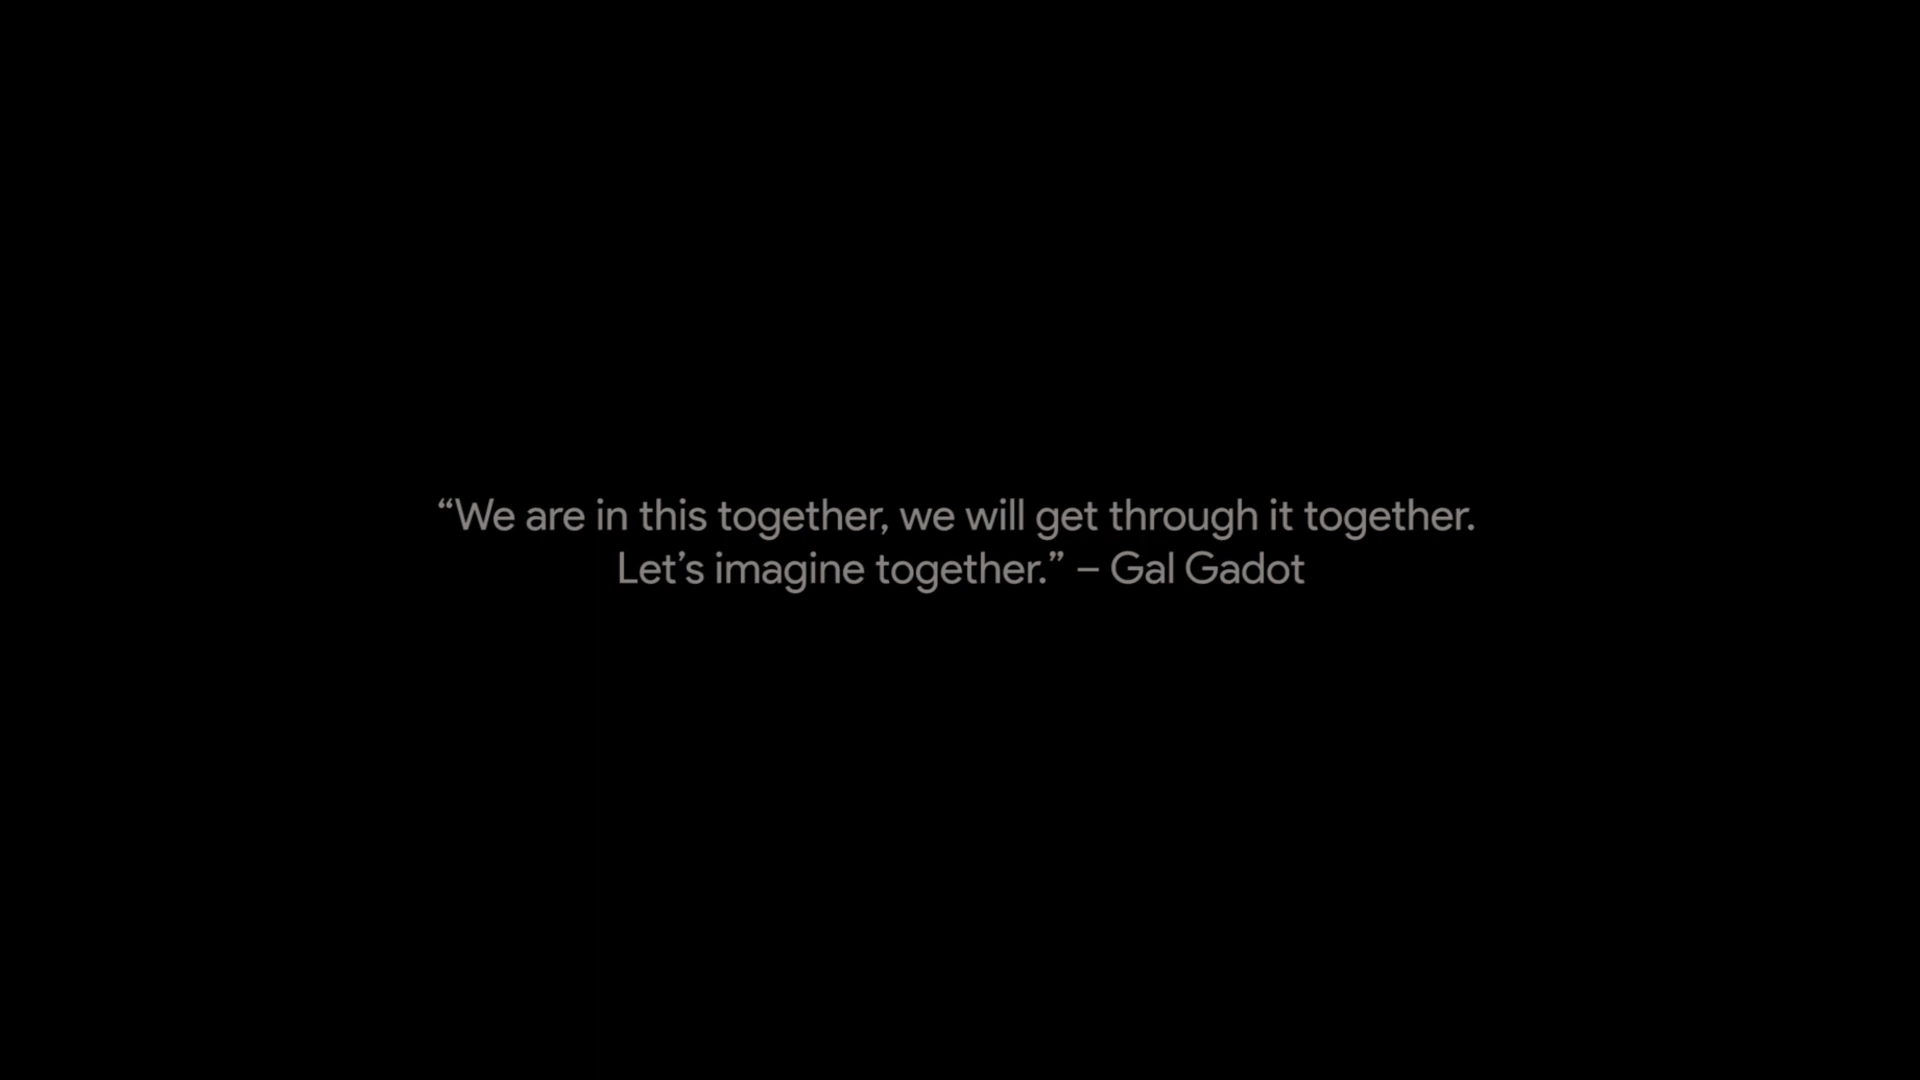 “We are in this together, we will get through it together.
Let’s imagine together.” – Gal Gadot